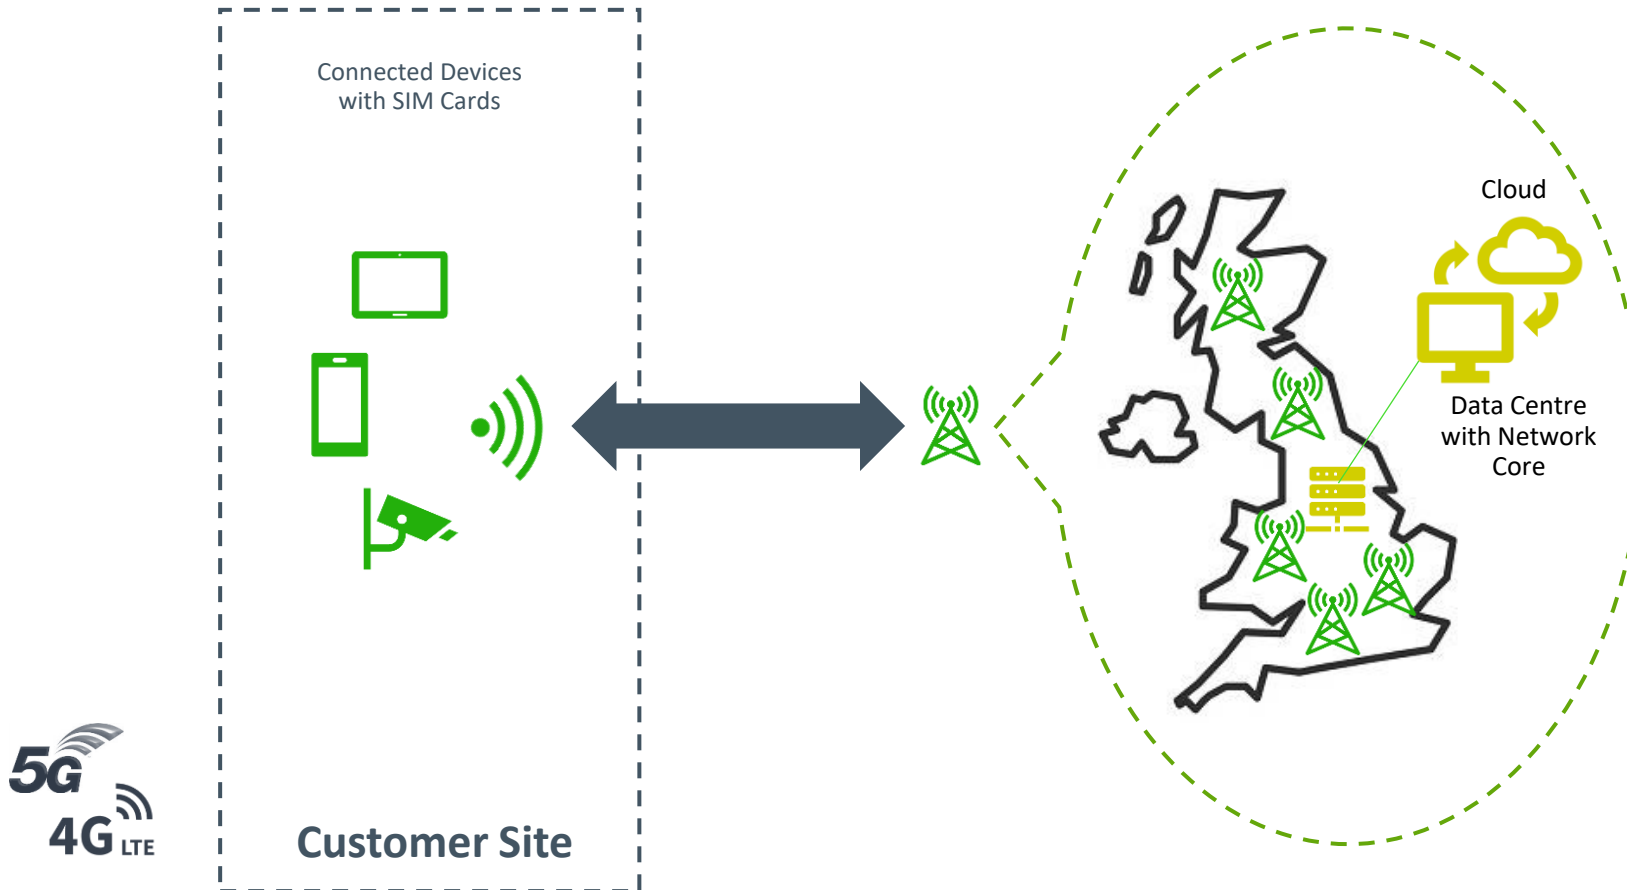 Connected Devices
with SIM Cards
Cloud
Data Centre
with Network
Core
5G
4G LTE
Customer Site